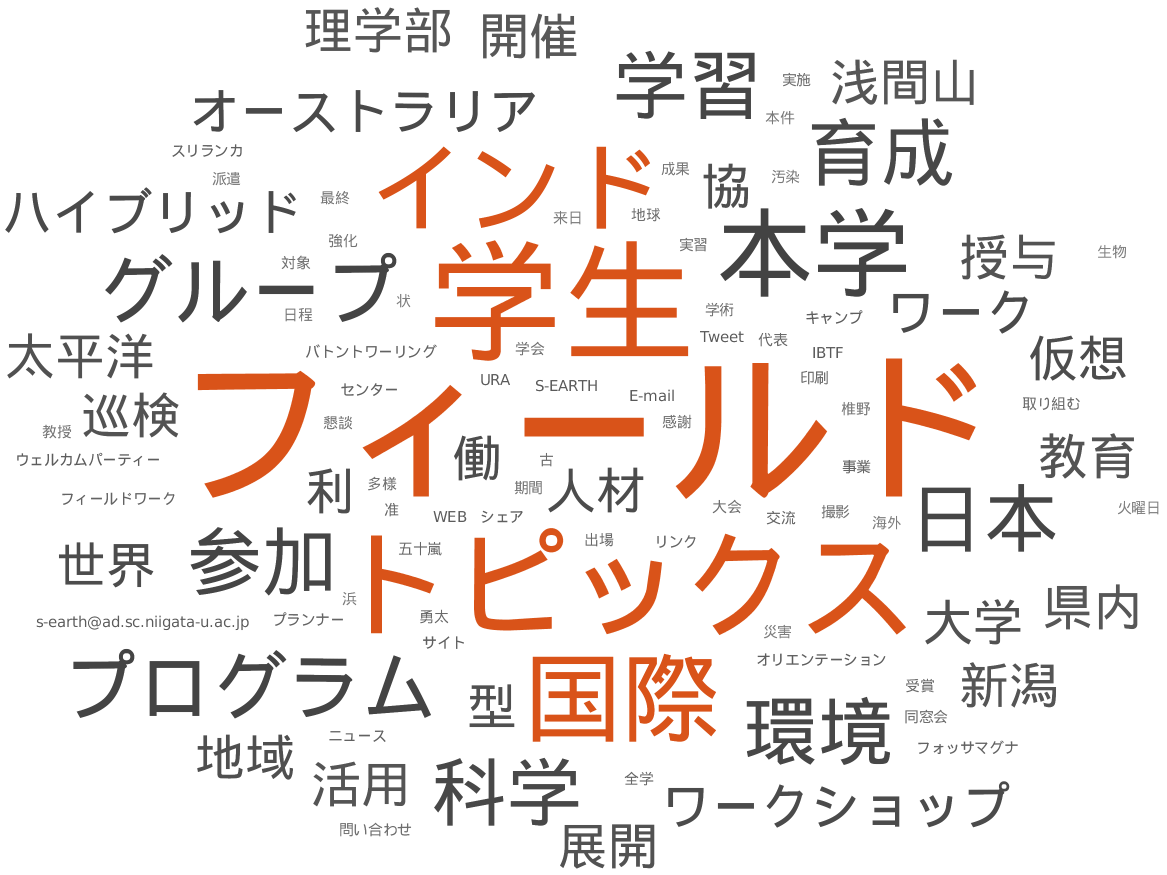 理学部
開催
学習
実施
浅間山
オーストラリア
本件
スリランカ
インド
育成
派遣
成果
協
汚染
ハイブリッド
最終
来日
地球
本学
強化
学生
実習
授与
生物
対象
グループ
状
日程
学術
キャンプ
ワーク
太平洋
バトントワーリング
学会
Tweet
代表
IBTF
仮想
センター
URA
S-EARTH
E-mail
印刷
取り組む
巡検
教授
フィールド
懇談
感謝
椎野
ウェルカムパーティー
働
古
事業
教育
フィールドワーク
利
多様
准
期間
人材
大会
日本
火曜日
WEB
シェア
交流
撮影
海外
世界
参加
五十嵐
出場
リンク
トピックス
浜
s-earth@ad.sc.niigata-u.ac.jp
プランナー
勇太
サイト
災害
大学
県内
オリエンテーション
プログラム
型
国際
受賞
新潟
環境
同窓会
地域
ニュース
フォッサマグナ
活用
科学
全学
ワークショップ
問い合わせ
展開